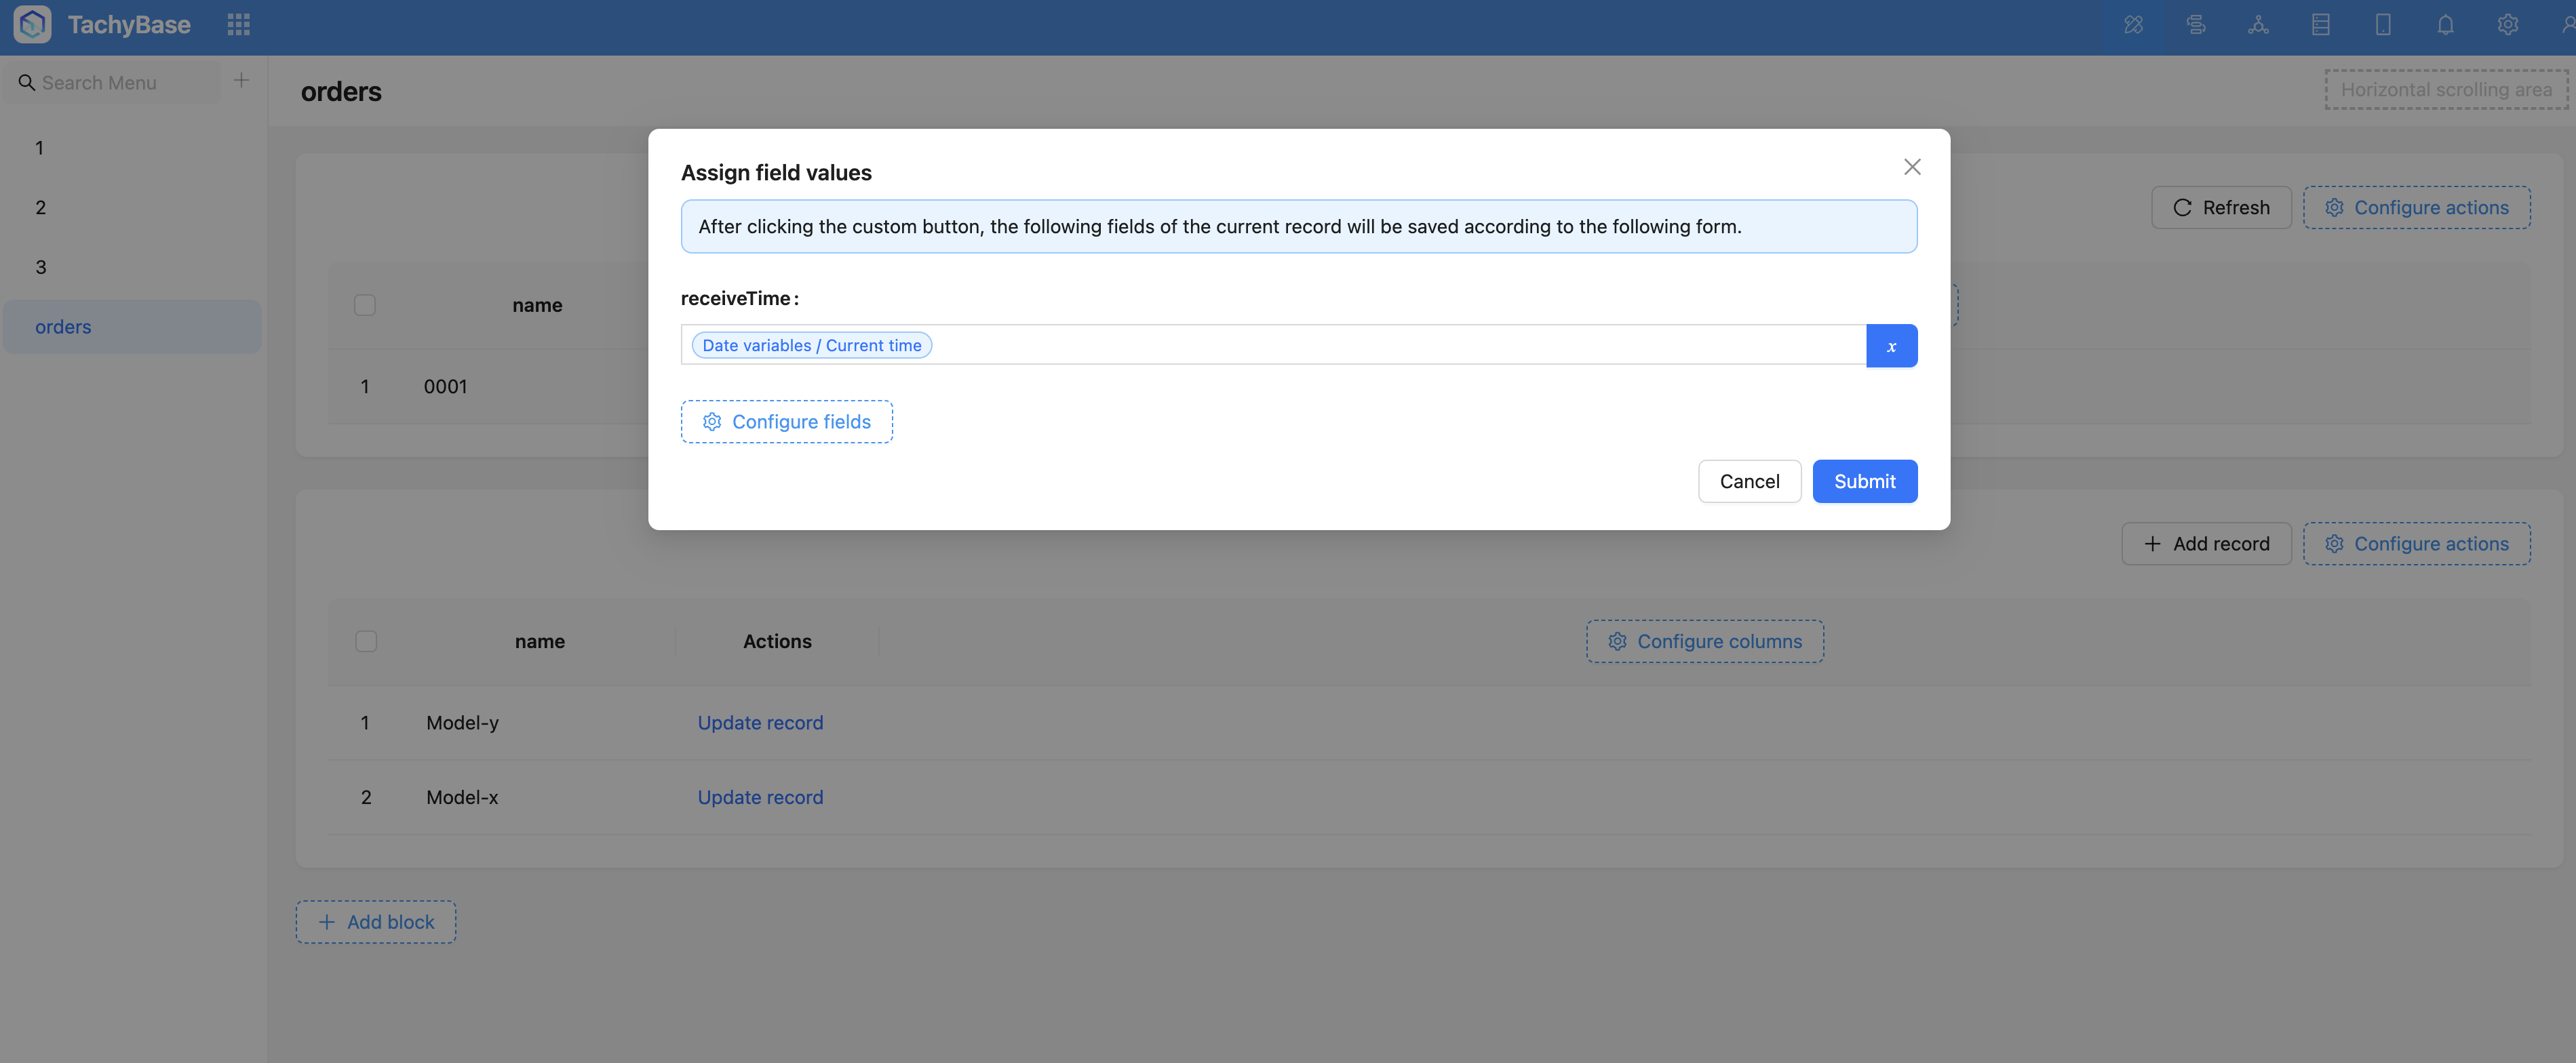 TachyBase
Search Menu
orders
Horizontal scrolling area
1
2
3
orders
Assign field values
After clicking the custom button, the following fields of the current record will be saved according to the following form.
receiveTime :
Date variables / Current time
x
Configure fields
Cancel
Submit
Refresh
Configure actions
name
1
0001
Add record
Configure actions
name
Actions
Configure columns
1
Model-y
Update record
2
Model-x
Update record
Add block